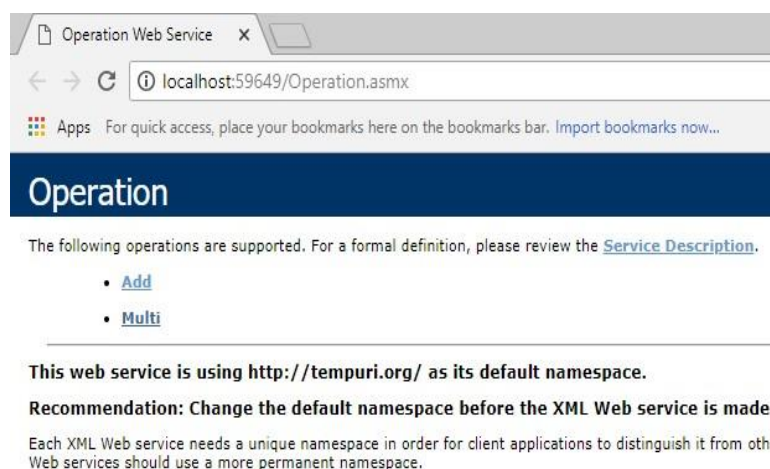 Operation Web Service
localhost:59649/Operation.asmx
Apps For quick access, place your bookmarks here on the bookmarks bar. Import bookmarks now...
Operation
The following operations are supported. For a formal definition, please review the Service Description.
Add
Multi
This web service is using http://tempuri.org/ as its default namespace.
Recommendation: Change the default namespace before the XML Web service is made
Each XML Web service needs a unique namespace in order for client applications to distinguish it from oth
Web services should use a more permanent namespace.